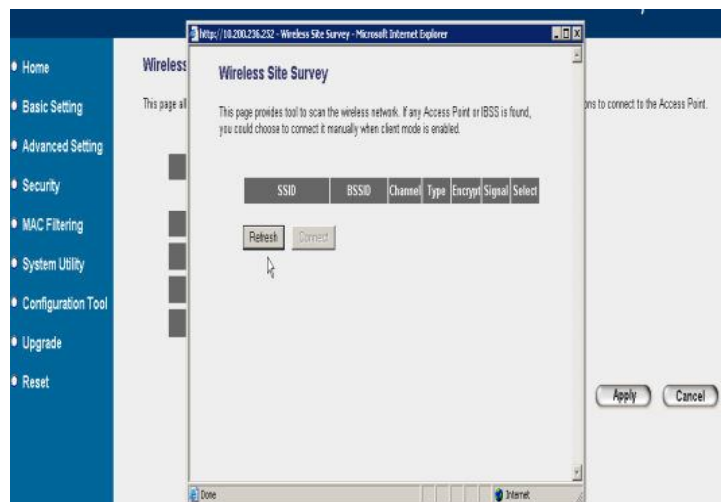 http://10.200.236.252 - Wireless Site Survey - Microsoft Internet Explorer
Home
Basic Setting
Advanced Setting
Security
MAC Filtering
System Utility
Configuration Tool
Upgrade
Reset
Wireless
This page all
ons to connect to the Access Point.
Wireless Site Survey
This page provides tool to scan the wireless network. If any Access Point or IBSS is found,
you could choose to connect it manually when client mode is enabled.
SSID BSSID Channel Type Encrypt Signal Select
Refresh Connect
Apply Cancel
Done Internet